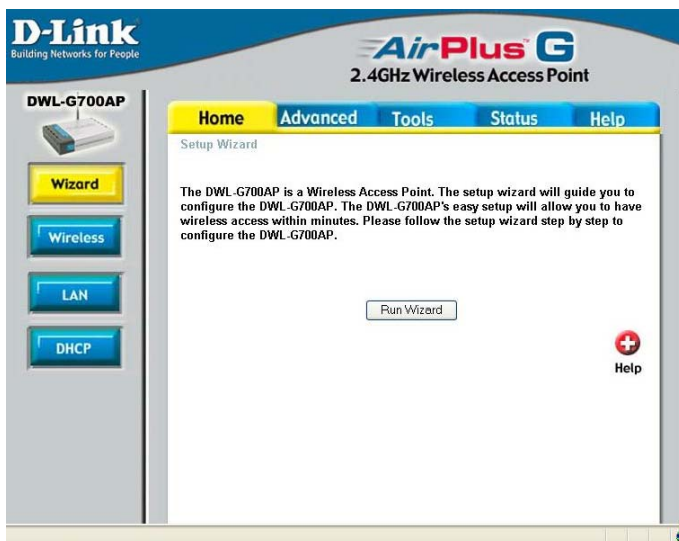 D-Link
Building Networks for People
AirPlus G™
2.4GHz Wireless Access Point
DWL-G700AP
Home Advanced Tools Status Help
Setup Wizard
Wizard
Wireless
LAN
DHCP
The DWL-G700AP is a Wireless Access Point. The setup wizard will guide you to
configure the DWL-G700AP. The DWL-G700AP's easy setup will allow you to have
wireless access within minutes. Please follow the setup wizard step by step to
configure the DWL-G700AP.
Run Wizard
Help